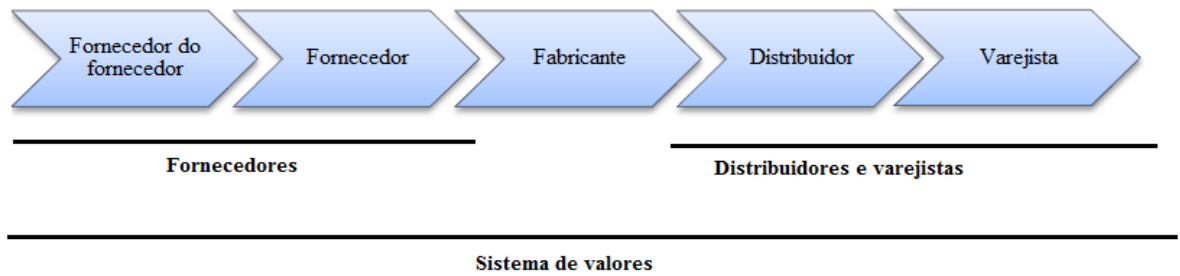 Fornecedor do
fornecedor
Fornecedor
Fabricante
Distribuidor
Varejista
Fornecedores
Distribuidores e varejistas
Sistema de valores